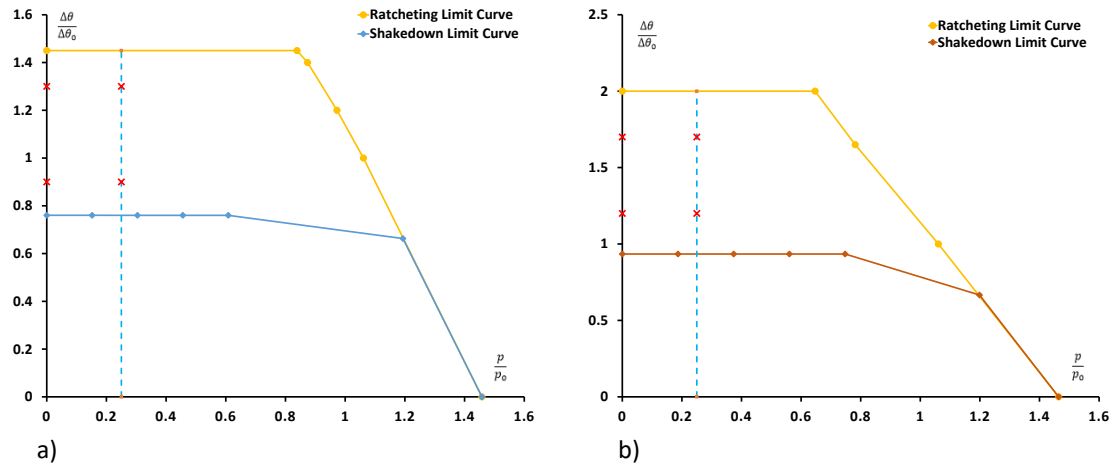 1.6
1.4
1.2
1
0.8
0.6
0.4
0.2
0
Δθ
Δθ₀
Ratcheting Limit Curve
Shakedown Limit Curve
p
p₀
0 0.2 0.4 0.6 0.8 1 1.2 1.4 1.6
a)
2.5
2
1.5
1
0.5
0
Δθ
Δθ₀
Ratcheting Limit Curve
Shakedown Limit Curve
p
p₀
0 0.2 0.4 0.6 0.8 1 1.2 1.4 1.6
b)